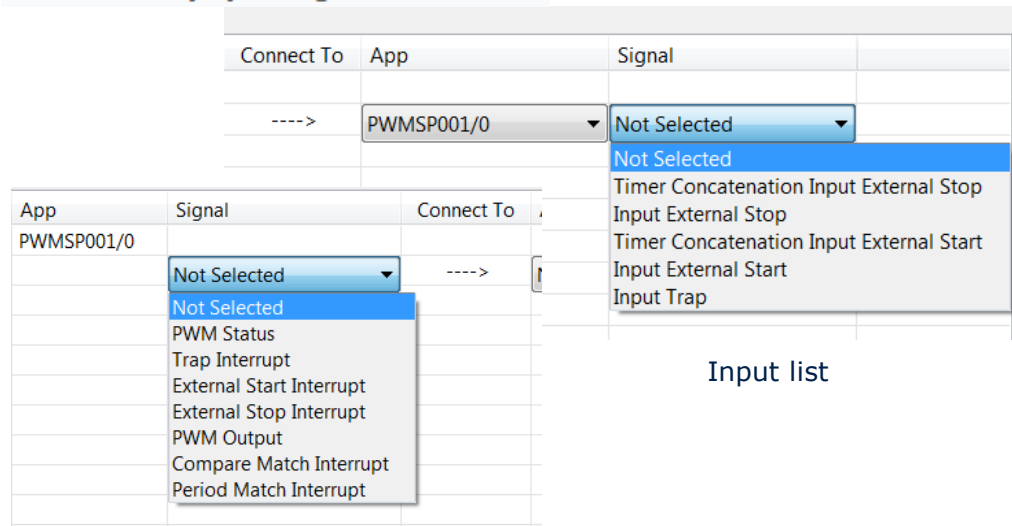 Connect To App Signal
----> PWMSP001/0 Not Selected
Not Selected
Timer Concatenation Input External Stop
Input External Stop
Timer Concatenation Input External Start
Input External Start
Input Trap
Input list
App Signal Connect To
PWMSP001/0
Not Selected ---->
Not Selected
PWM Status
Trap Interrupt
External Start Interrupt
External Stop Interrupt
PWM Output
Compare Match Interrupt
Period Match Interrupt